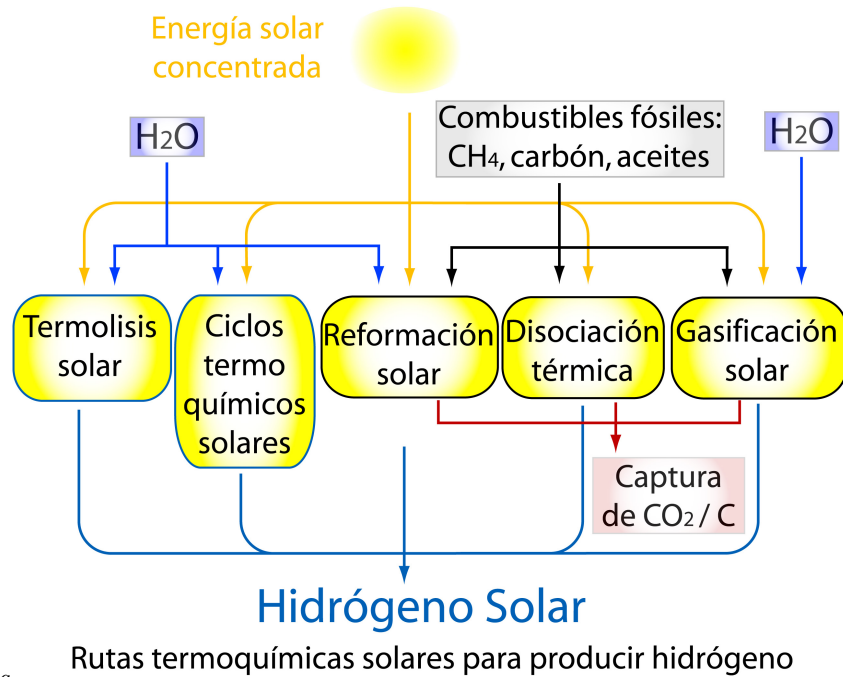 Energía solar
concentrada
H2O
Combustibles fósiles:
CH4, carbón, aceites
H2O
Termolisis
solar
Ciclos
termo
químicos
solares
Reformación
solar
Disociación
térmica
Gasificación
solar
Captura
de CO2 / C
Hidrógeno Solar
Rutas termoquímicas solares para producir hidrógeno